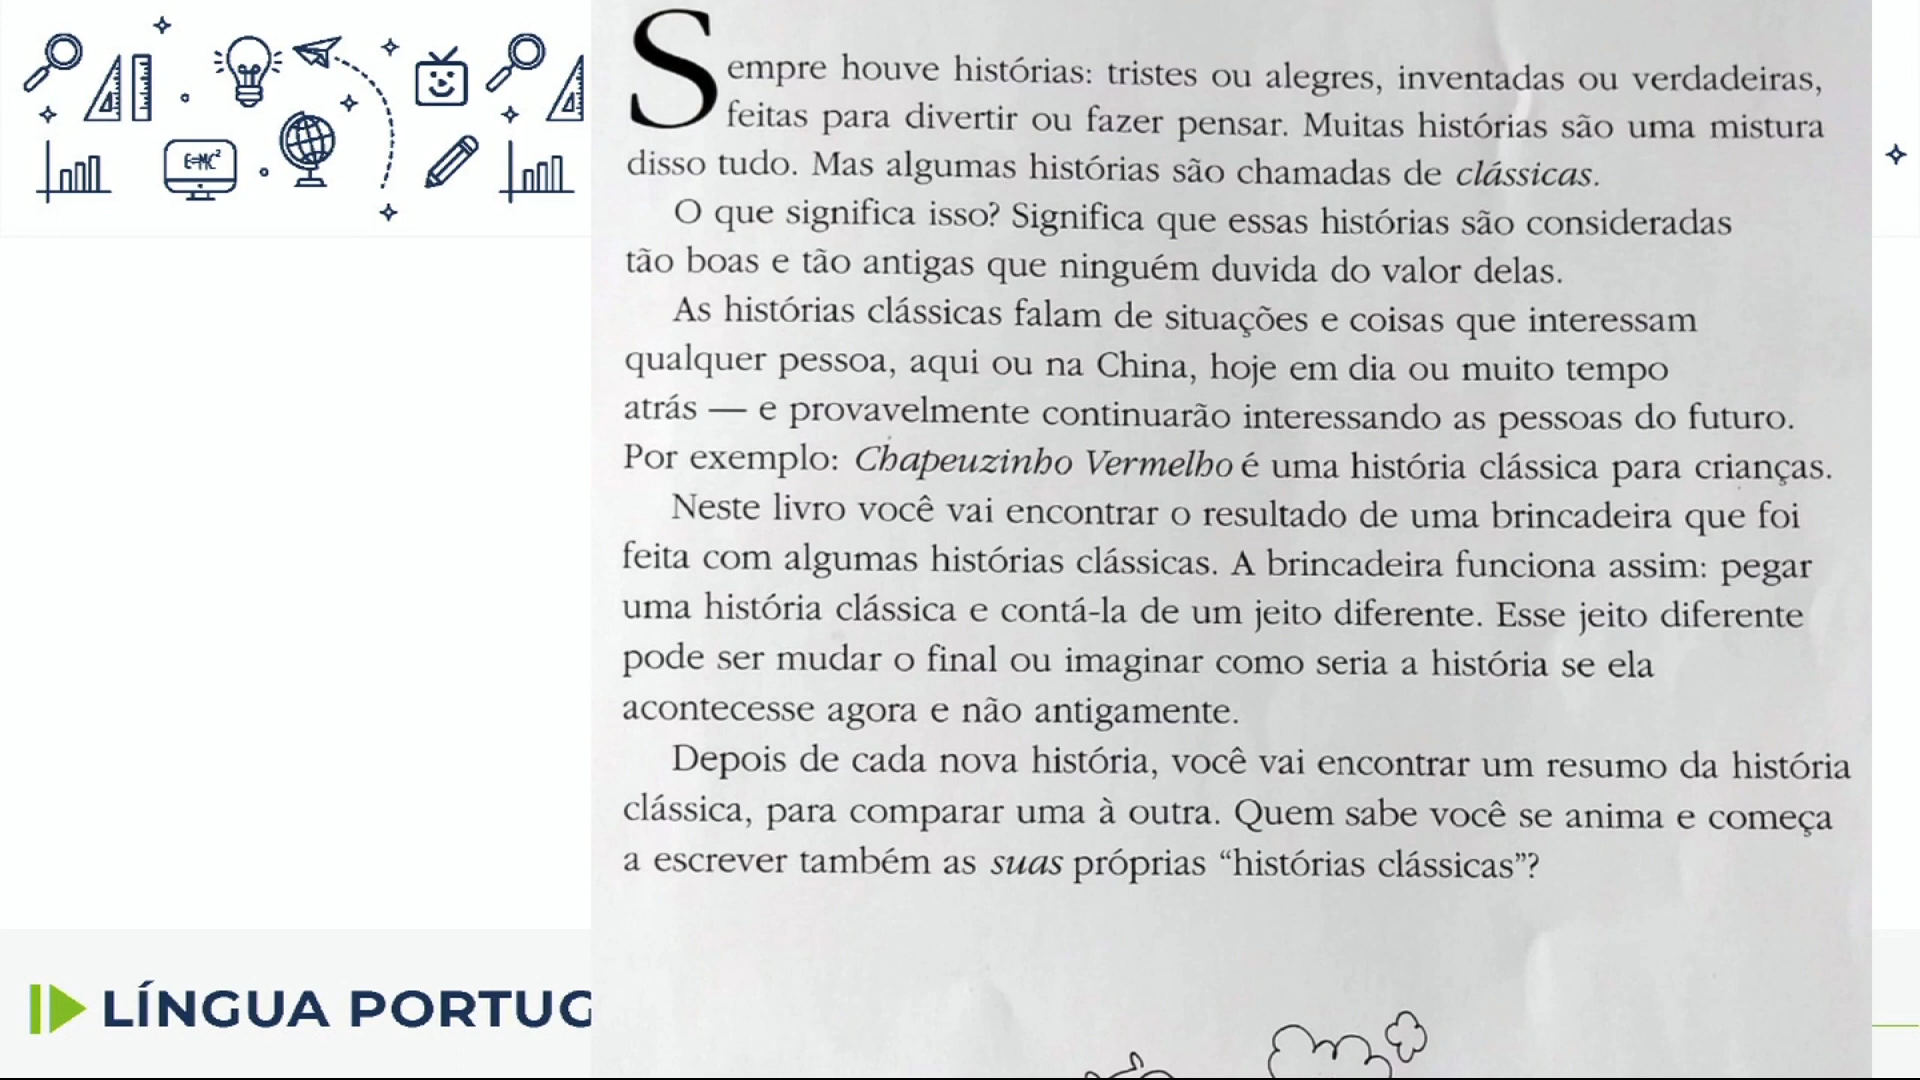 E=MC²
Sempre houve histórias: tristes ou alegres, inventadas ou verdadeiras,
feitas para divertir ou fazer pensar. Muitas histórias são uma mistura
disso tudo. Mas algumas histórias são chamadas de clássicas.
O que significa isso? Significa que essas histórias são consideradas
tão boas e tão antigas que ninguém duvida do valor delas.
As histórias clássicas falam de situações e coisas que interessam
qualquer pessoa, aqui ou na China, hoje em dia ou muito tempo
atrás — e provavelmente continuarão interessando as pessoas do futuro.
Por exemplo: Chapeuzinho Vermelho é uma história clássica para crianças.
Neste livro você vai encontrar o resultado de uma brincadeira que foi
feita com algumas histórias clássicas. A brincadeira funciona assim: pegar
uma história clássica e contá-la de um jeito diferente. Esse jeito diferente
pode ser mudar o final ou imaginar como seria a história se ela
acontecesse agora e não antigamente.
Depois de cada nova história, você vai encontrar um resumo da história
clássica, para comparar uma à outra. Quem sabe você se anima e começa
a escrever também as suas próprias “histórias clássicas”?
LÍNGUA PORTUG